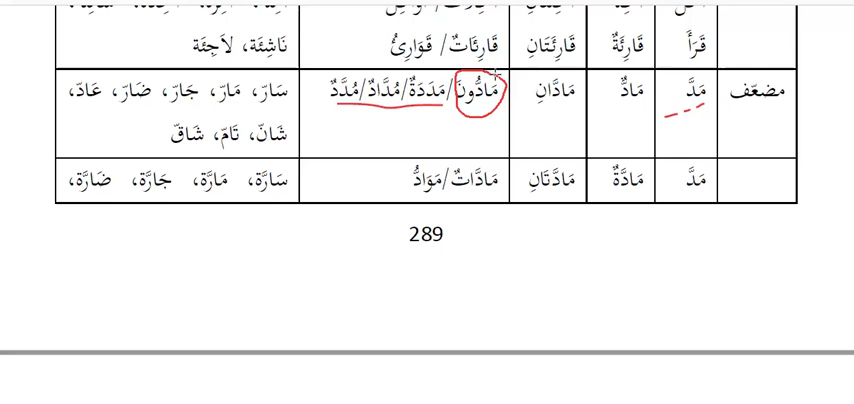 قَرَأَ قَارِئَةٌ قَارِئَتَانِ قَارِئَاتٌ/ قَوَارِئُ نَاشِئَة، لاَجِئَة
مضعّف مَدَّ مَادٌّ مَادَّانِ مَادُّونَ/مَدَدَةٌ/مُدَّادٌ/مُدَّدٌ سَارّ، مَارّ، جَارّ، ضَارّ، عَادّ،
شَانّ، تَامّ، شَاقّ
مَدَّ مَادَّةٌ مَادَّتَانِ مَادَّاتٌ/مَوَادُّ سَارَّة، مَارَّة، جَارَّة، ضَارَّة،
289